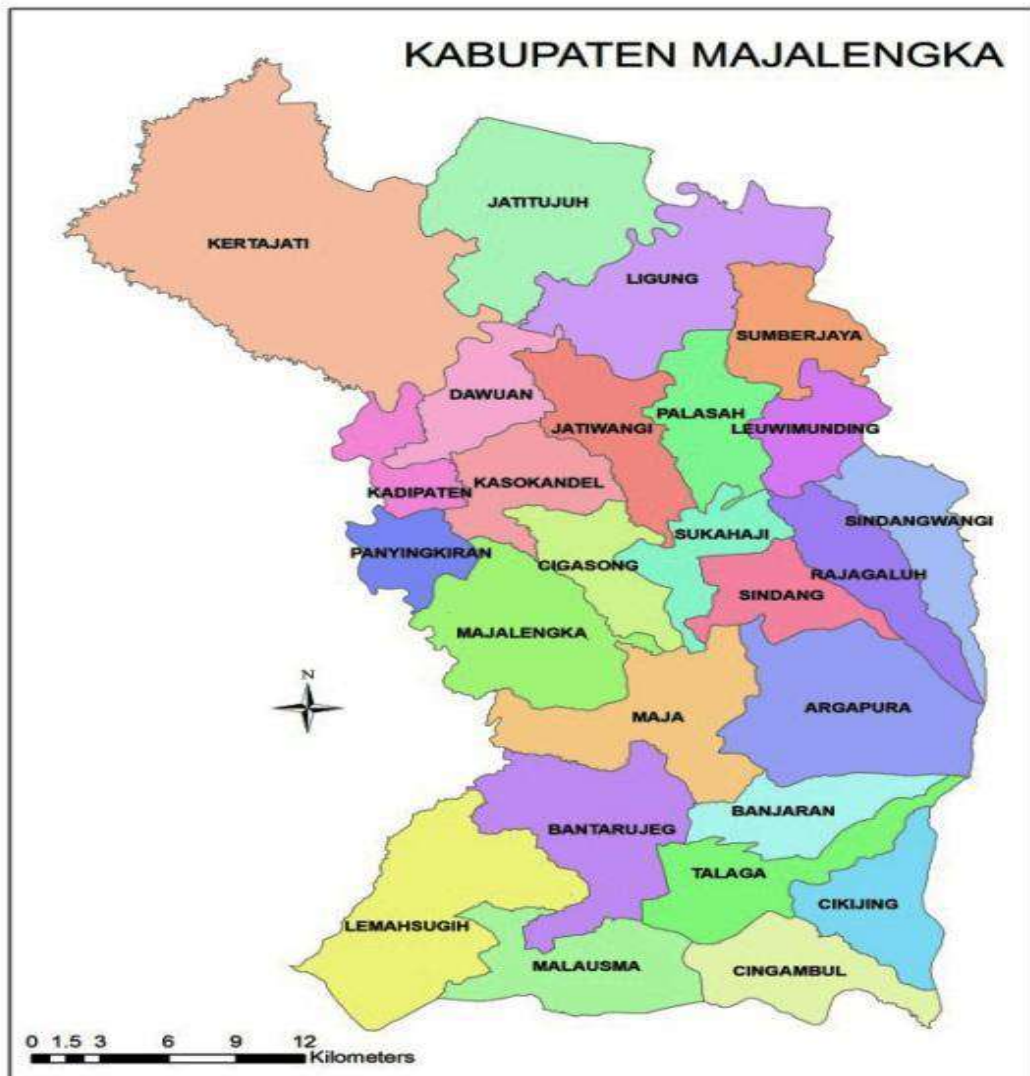 KABUPATEN MAJALENGKA
JATITUJUH
KERTAJATI
LIGUNG
SUMBERJAYA
DAWUAN
PALASAH
JATIWANGI
LEUWIMUNDING
KASOKANDEL
KADIPATEN
SINDANGWANGI
SUKAHAJI
PANYINGKIRAN
CIGASONG
RAJAGALUH
SINDANG
MAJALENGKA
N
ARGAPURA
MAJA
BANJARAN
BANTARUJEG
TALAGA
CIKIJING
LEMAHSUGIH
MALAUSMA
CINGAMBUL
0 1.5 3 6 9 12
Kilometers